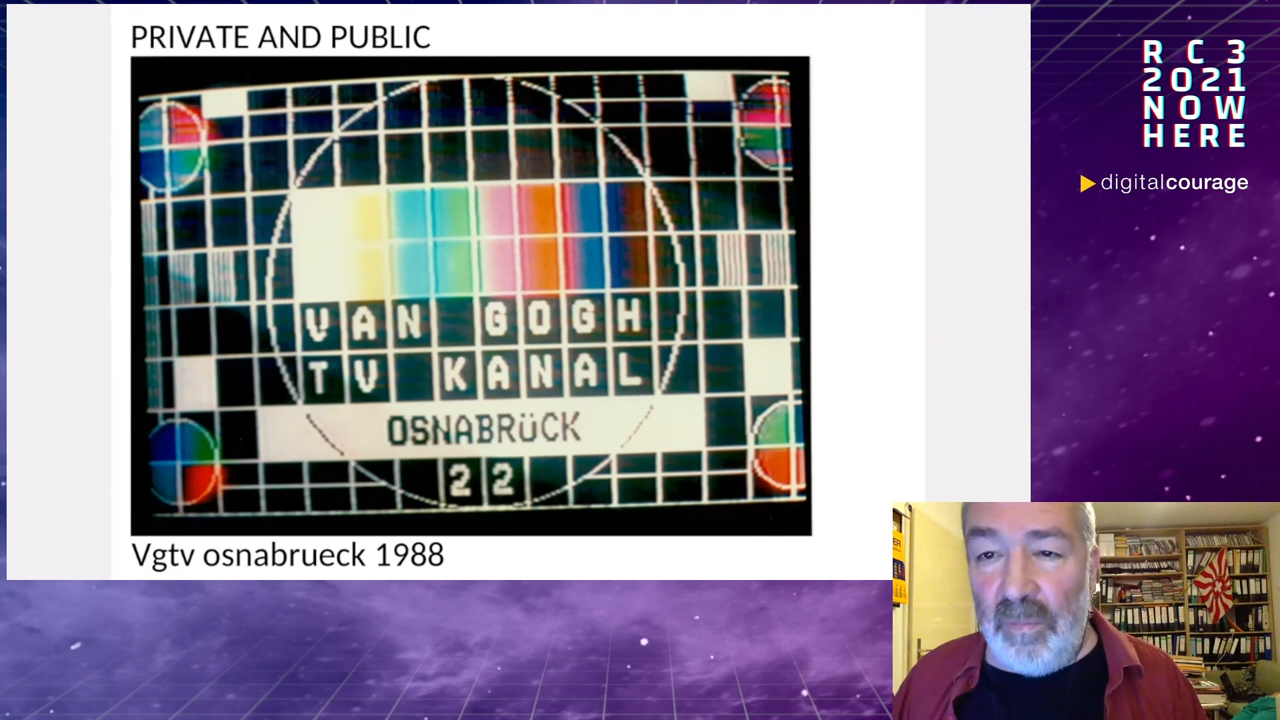 PRIVATE AND PUBLIC
VAN GOGH
TV KANAL
OSNABRüCK
22
Vgtv osnabrueck 1988
R C 3
2021
NOW
HERE
digitalcourage